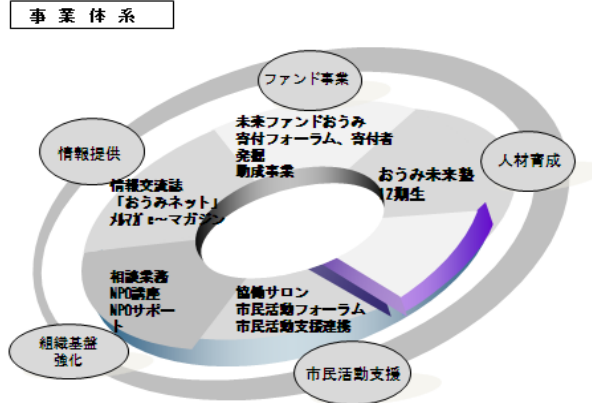 事業体系
ファンド事業
未来ファンドおうみ
寄付フォーラム、寄付者
発掘
助成事業
情報提供
人材育成
おうみ未来塾
12期生
情報交流誌
「おうみネット」
ﾒﾙﾏｶﾞ e～マガジン
相談業務
NPO講座
NPOサポー
ト
協働サロン
市民活動フォーラム
市民活動支援連携
組織基盤
強化
市民活動支援